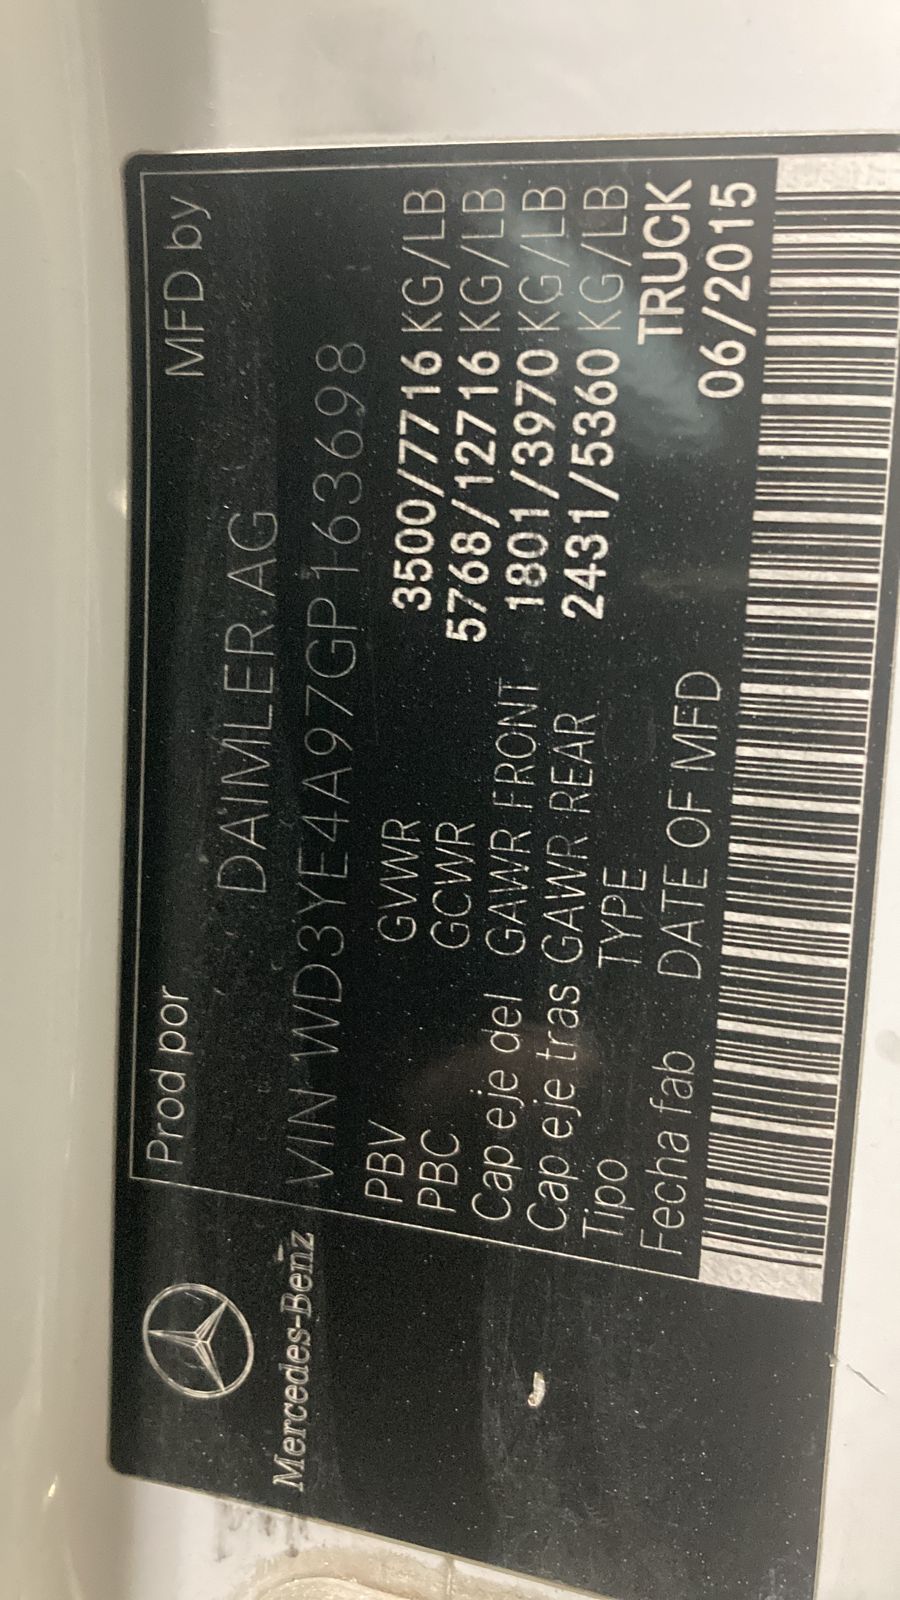 Mercedes-Benz
Prod por MFD by
DAIMLER AG
VIN WD3YE4A97GP163698
PBV GVWR 3500/7716 KG/LB
PBC GCWR 5768/12716 KG/LB
Cap eje del GAWR FRONT 1801/3970 KG/LB
Cap eje tras GAWR REAR 2431/5360 KG/LB
Tipo TYPE TRUCK
Fecha fab DATE OF MFD 06/2015